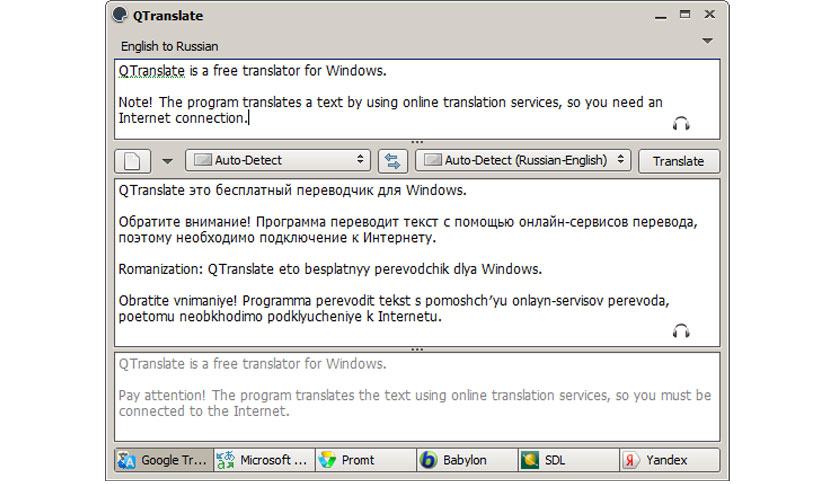 QTranslate
English to Russian
QTranslate is a free translator for Windows.
Note! The program translates a text by using online translation services, so you need an
Internet connection.
Auto-Detect
Auto-Detect (Russian-English)
Translate
QTranslate это бесплатный переводчик для Windows.
Обратите внимание! Программа переводит текст с помощью онлайн-сервисов перевода,
поэтому необходимо подключение к Интернету.
Romanization: QTranslate eto besplatnyy perevodchik dlya Windows.
Obratite vnimaniye! Programma perevodit tekst s pomoshch'yu onlayn-servisov perevoda,
poetomu neobkhodimo podklyucheniye k Internetu.
QTranslate is a free translator for Windows.
Pay attention! The program translates the text using online translation services, so you must be
connected to the Internet.
Google Tr...
Microsoft ...
Promt
Babylon
SDL
Yandex